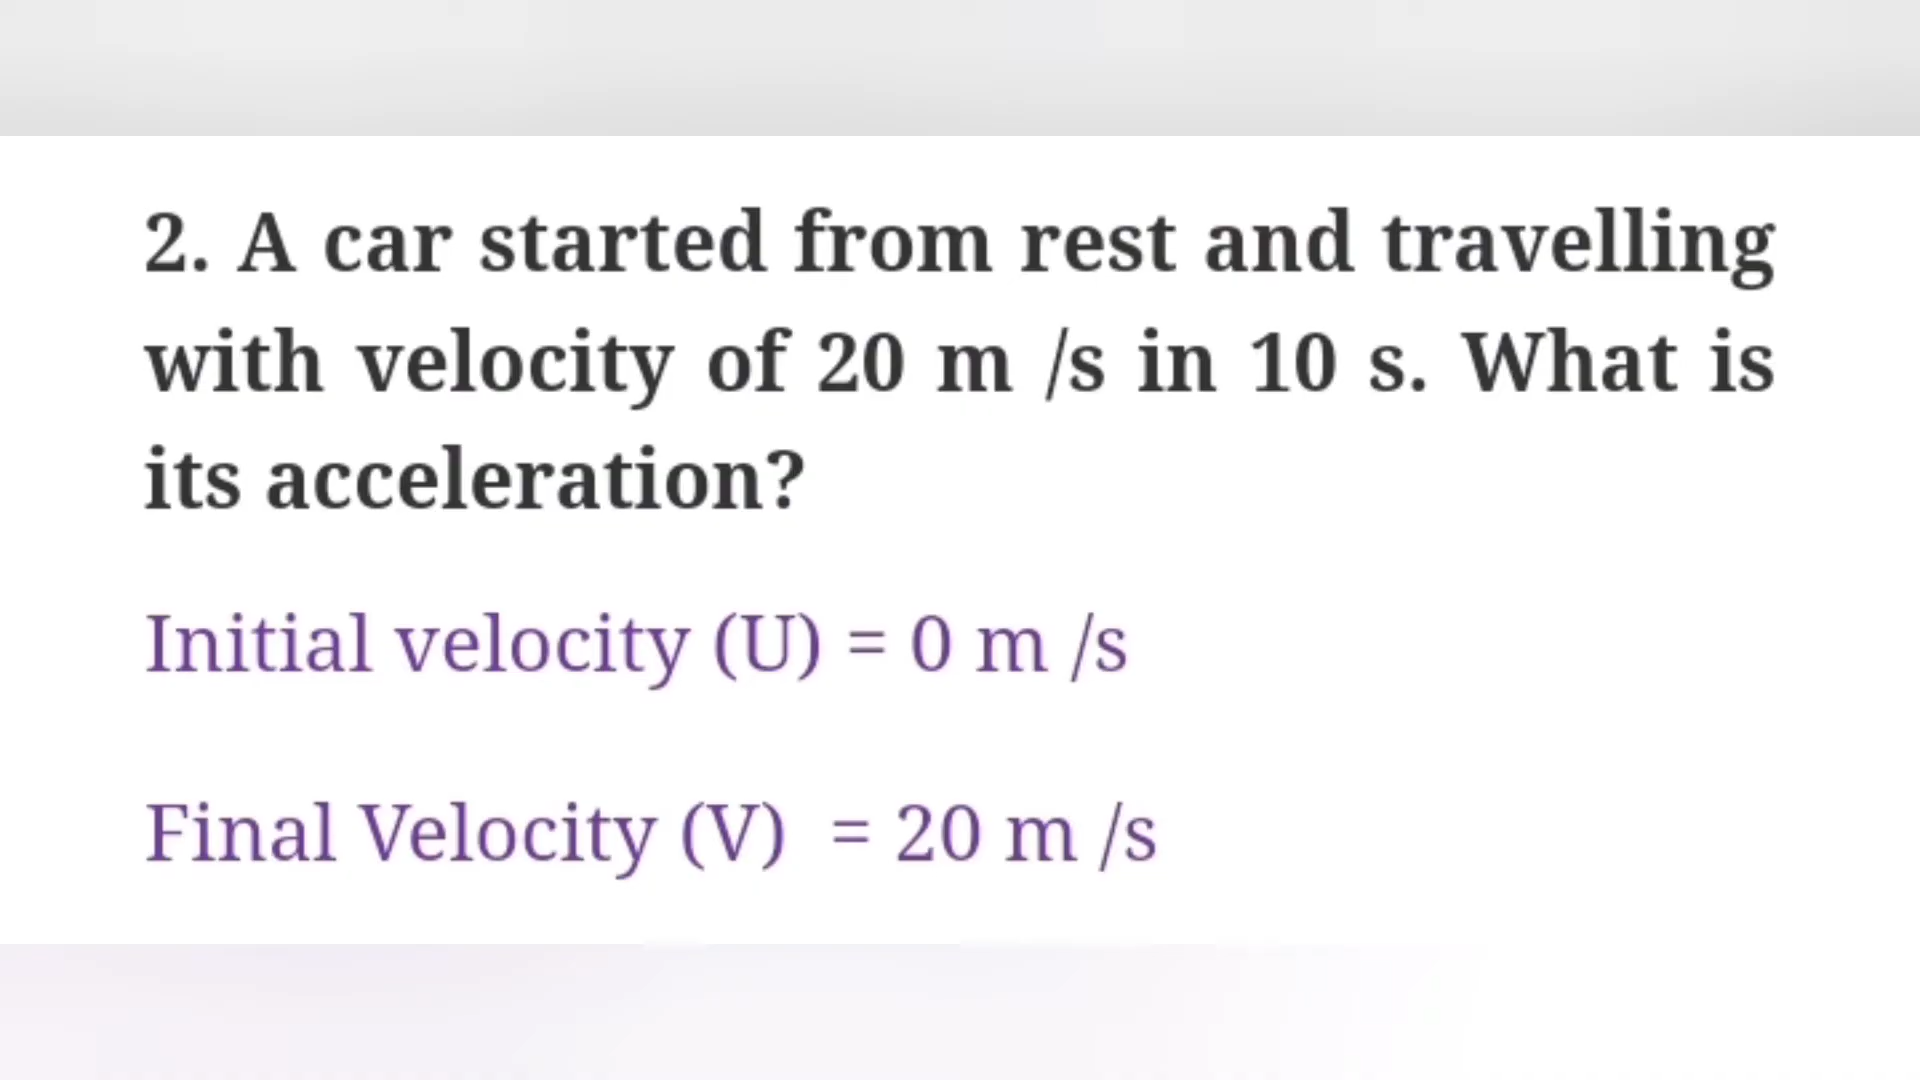 2. A car started from rest and travelling
with velocity of 20 m /s in 10 s. What is
its acceleration?
Initial velocity (U) = 0 m /s
Final Velocity (V) = 20 m /s